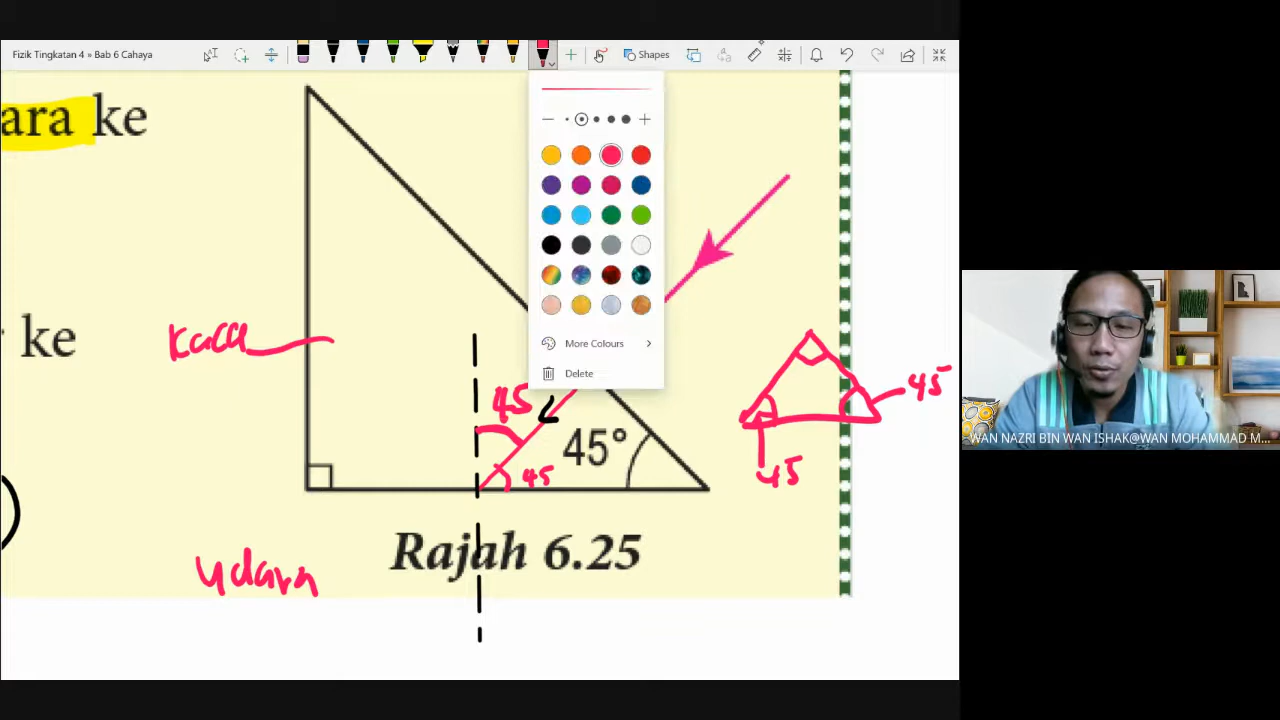 Fizik Tingkatan 4 » Bab 6 Cahaya
Shapes
ara ke
ke
More Colours
Delete
kaca
45
45°
45
45
45
Rajah 6.25
Udara
WAN NAZRI BIN WAN ISHAK@WAN MOHAMMAD M...